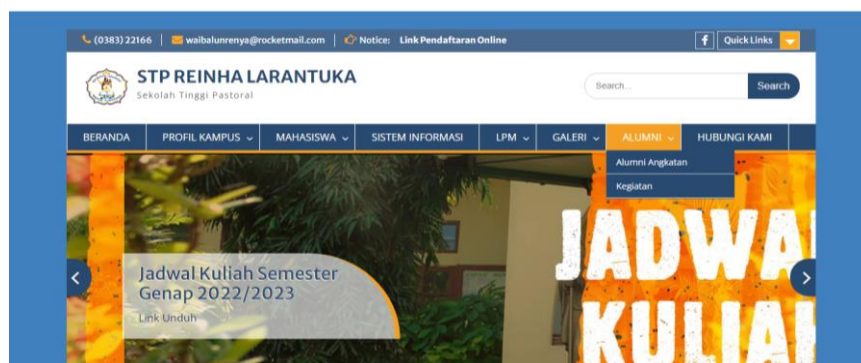 (0383) 22166 waibalunrenya@rocketmail.com Notice: Link Pendaftaran Online Quick Links
STP REINHA LARANTUKA
Sekolah Tinggi Pastoral
Search... Search
BERANDA PROFIL KAMPUS MAHASISWA SISTEM INFORMASI LPM GALERI ALUMNI HUBUNGI KAMI
Alumni Angkatan
Kegiatan
JADWA
KULIAH
Jadwal Kuliah Semester
Genap 2022/2023
Link Unduh